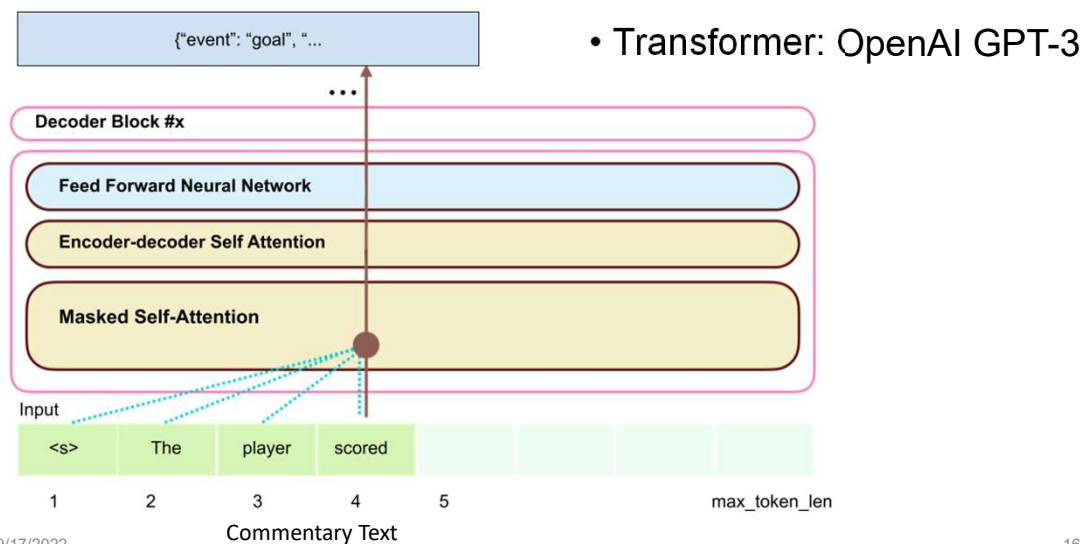 {“event”: “goal”, “...
• Transformer: OpenAI GPT-3
...
Decoder Block #x
Feed Forward Neural Network
Encoder-decoder Self Attention
Masked Self-Attention
Input
<s> The player scored
1 2 3 4 5 max_token_len
Commentary Text
16